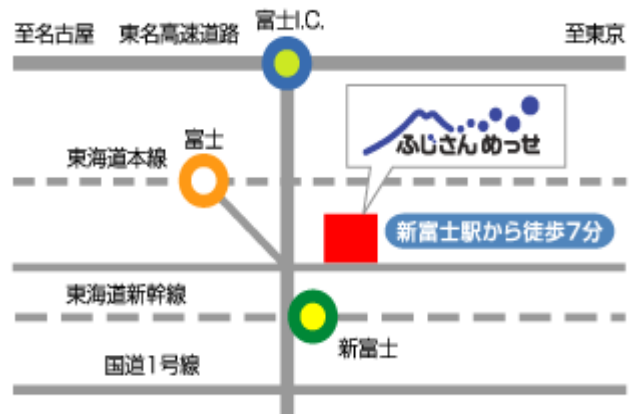 至名古屋
東名高速道路
富士I.C.
至東京
ふじさんめっせ
富士
東海道本線
新富士駅から徒歩7分
東海道新幹線
新富士
国道1号線